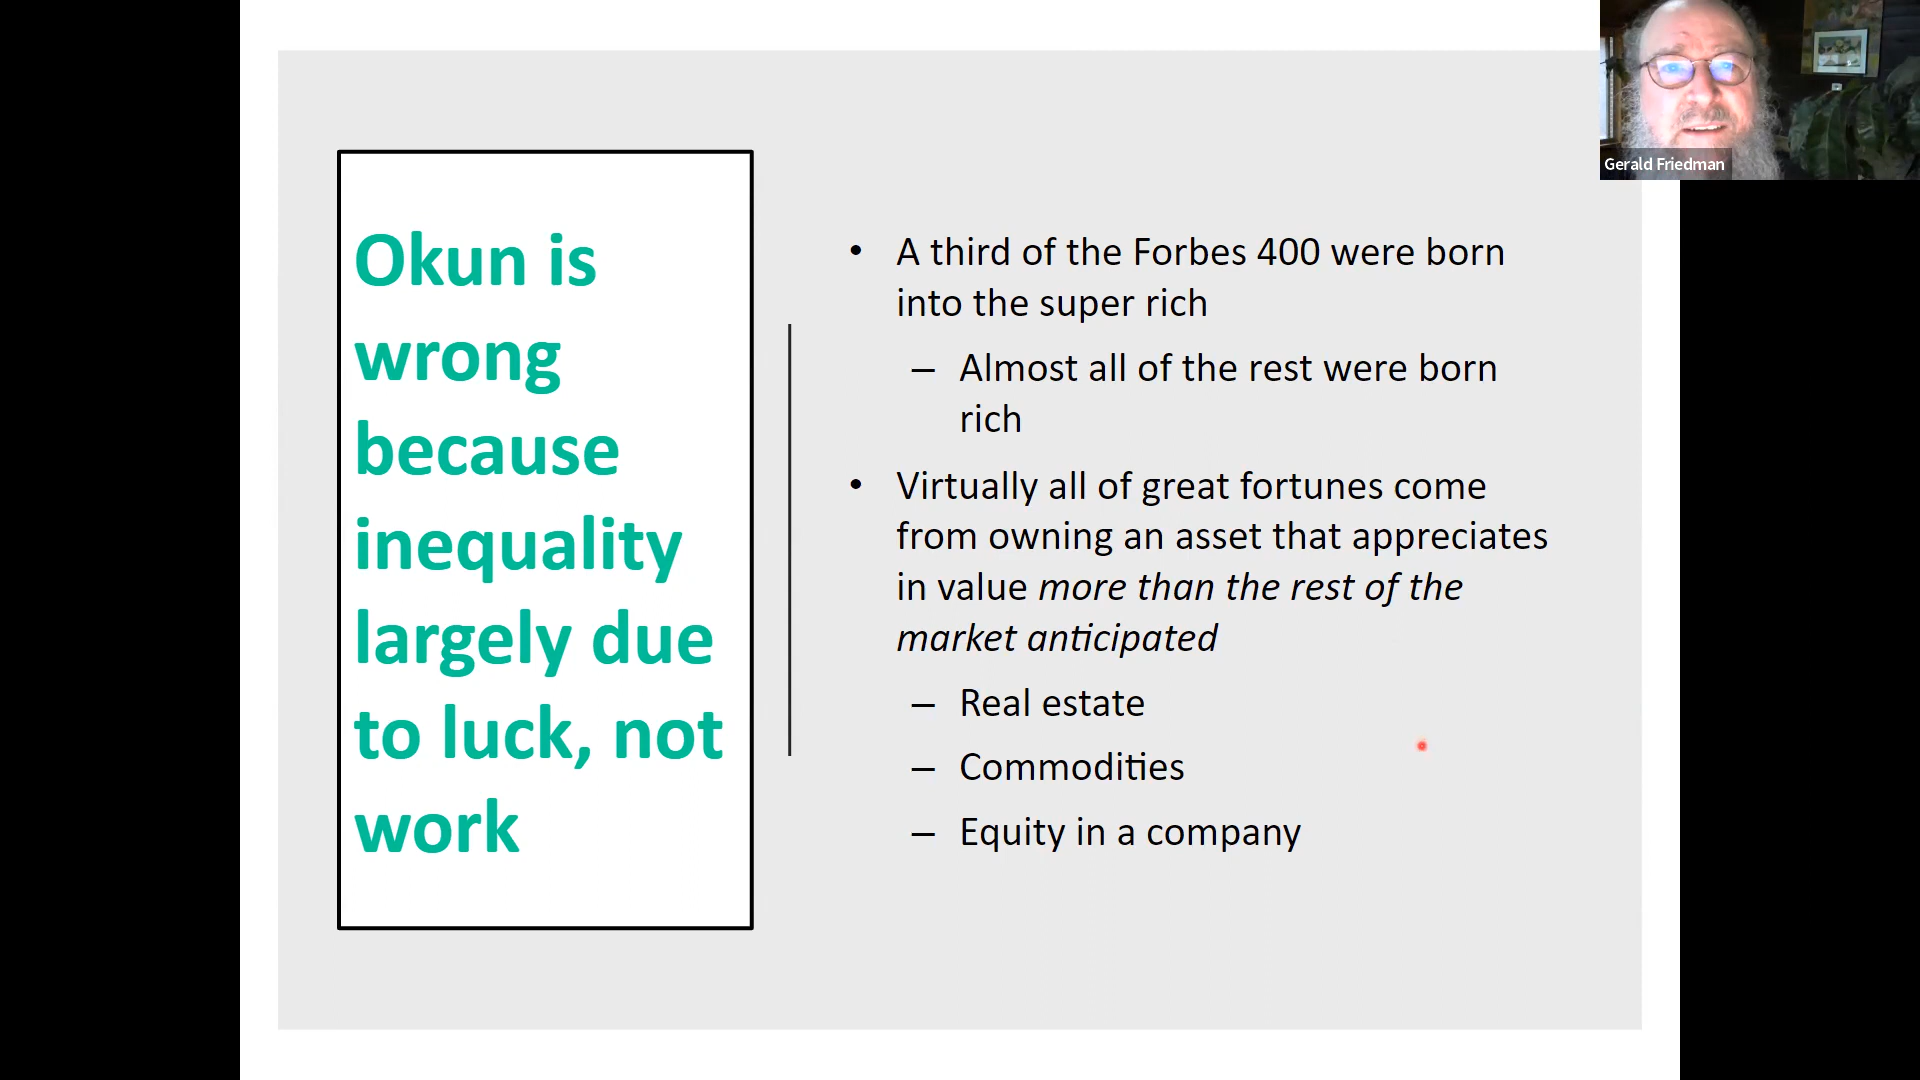 Okun is
wrong
because
inequality
largely due
to luck, not
work
• A third of the Forbes 400 were born
into the super rich
– Almost all of the rest were born
rich
• Virtually all of great fortunes come
from owning an asset that appreciates
in value more than the rest of the
market anticipated
– Real estate
– Commodities
– Equity in a company
Gerald Friedman